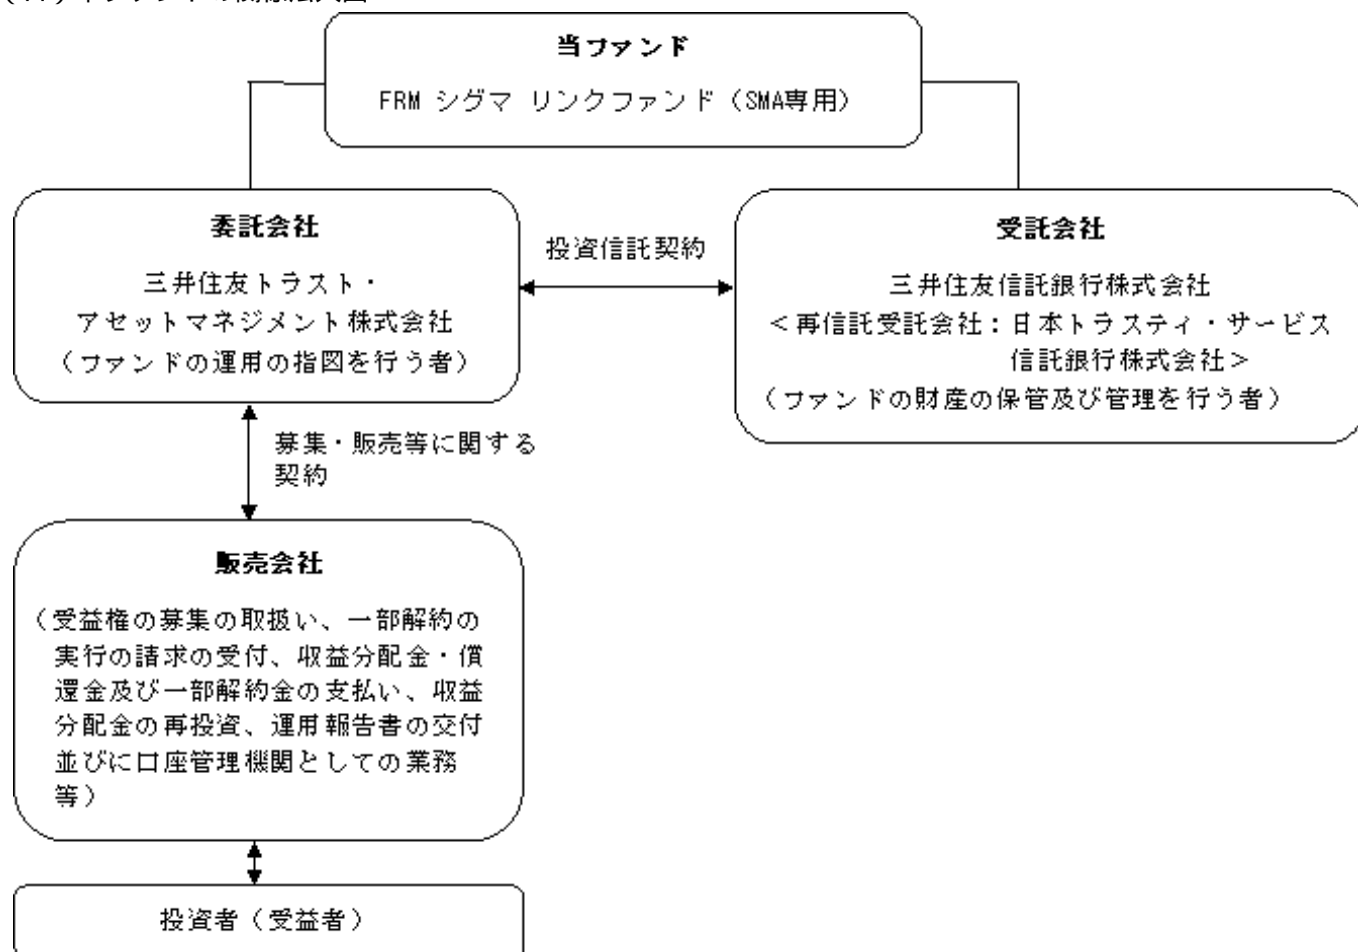 当ファンド
FRM シグマ リンクファンド（SMA専用）
委託会社
三井住友トラスト・
アセットマネジメント株式会社
（ファンドの運用の指図を行う者）
投資信託契約
受託会社
三井住友信託銀行株式会社
＜再信託受託会社：日本トラスティ・サービス
信託銀行株式会社＞
（ファンドの財産の保管及び管理を行う者）
募集・販売等に関する
契約
販売会社
（受益権の募集の取扱い、一部解約の
実行の請求の受付、収益分配金・償
還金及び一部解約金の支払い、収益
分配金の再投資、運用報告書の交付
並びに口座管理機関としての業務
等）
投資者（受益者）